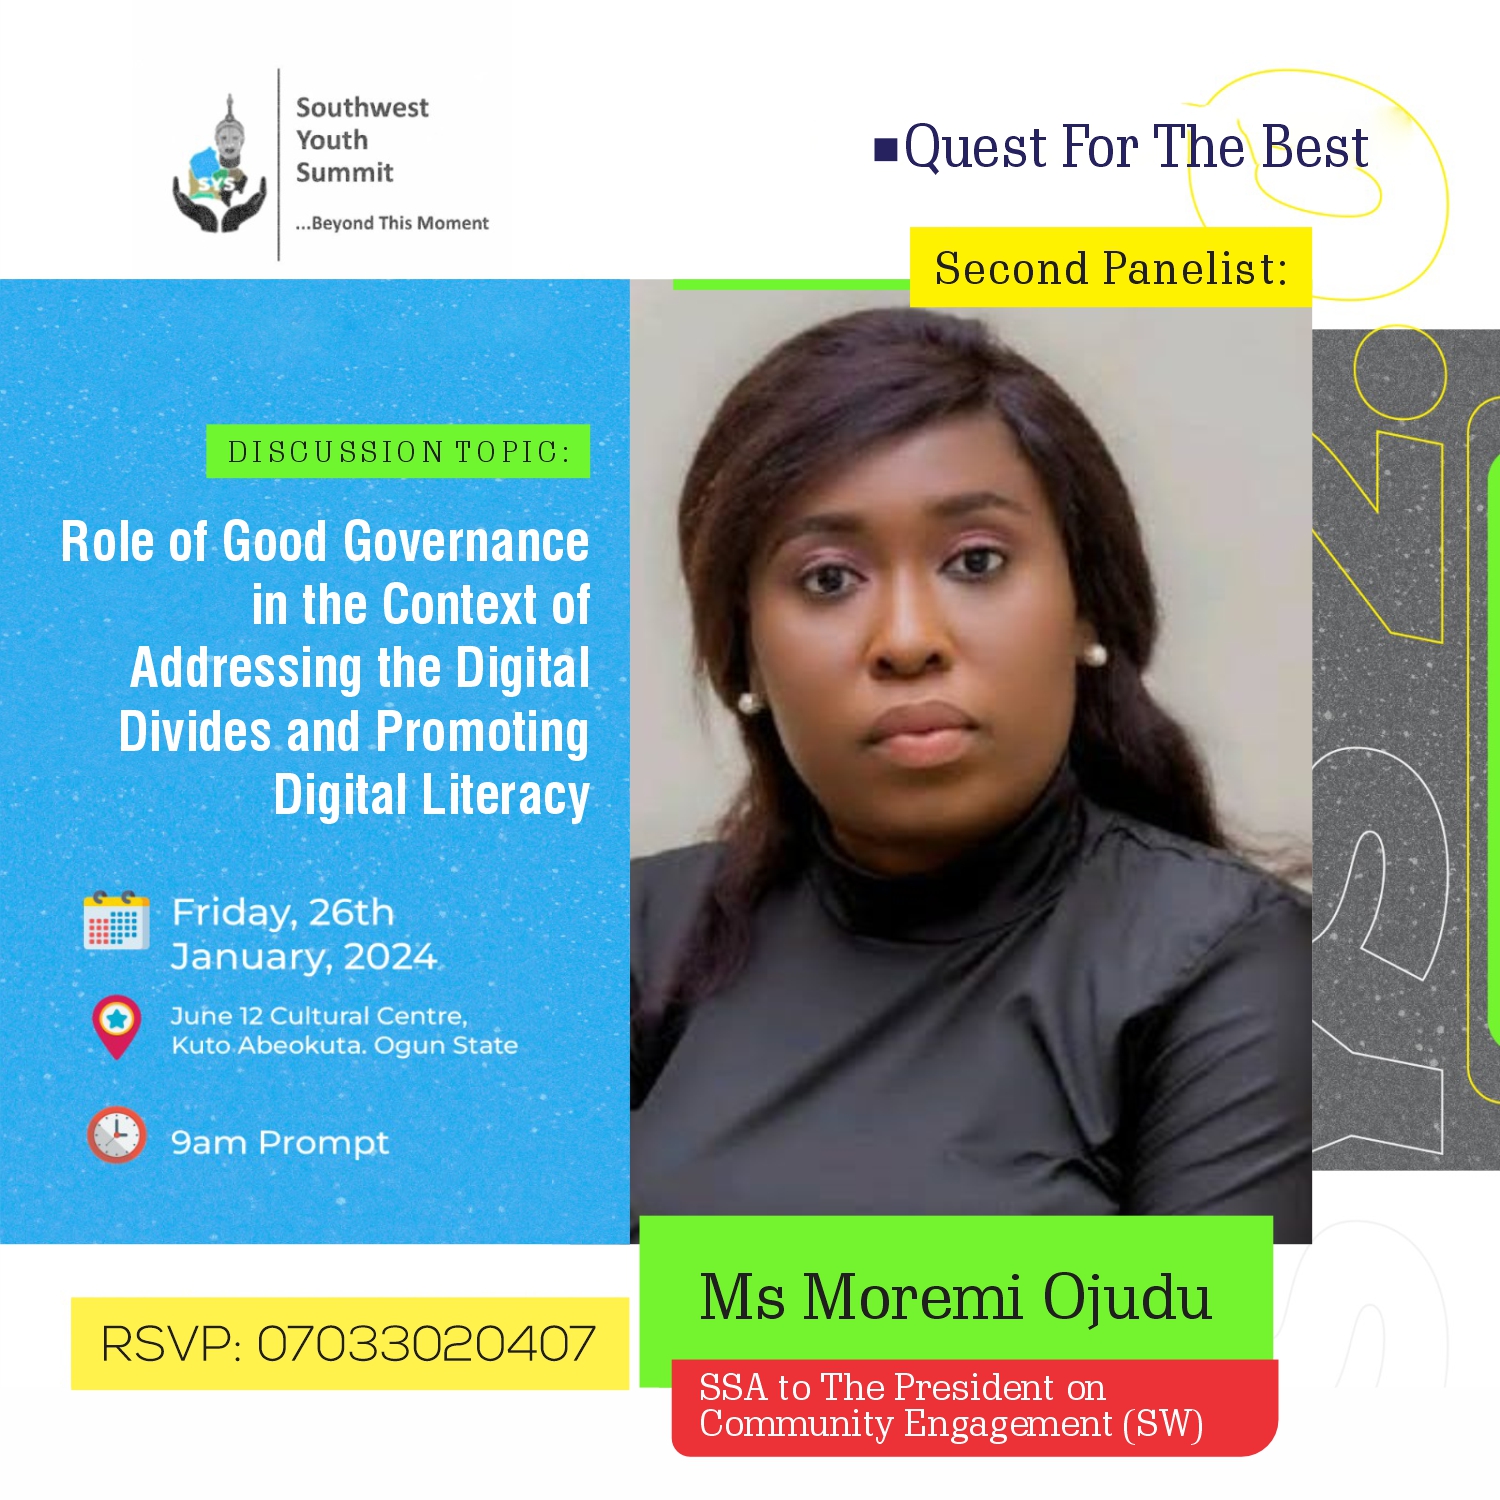 Southwest
Youth
Summit
...Beyond This Moment
SYS
Quest For The Best
Second Panelist:
DISCUSSION TOPIC:
Role of Good Governance
in the Context of
Addressing the Digital
Divides and Promoting
Digital Literacy
Friday, 26th
January, 2024
June 12 Cultural Centre,
Kuto Abeokuta. Ogun State
9am Prompt
RSVP: 07033020407
Ms Moremi Ojudu
SSA to The President on
Community Engagement (SW)